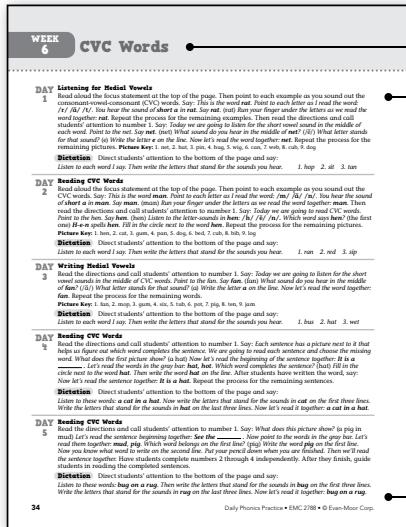 WEEK
6
CVC Words
DAY
1
Listening for Medial Vowels
Read aloud the focus statement at the top of the page. Then point to each example as you sound out the
consonant-vowel-consonant (CVC) words. Say: This is the word rat. Point to each letter as I read the word:
/r/ /ă/ /t/. You hear the sound of short a in rat. Say rat. (rat) Run your finger under the letters as we read the
word together: rat. Repeat the process for the remaining examples. Then read the directions and call
students' attention to number 1. Say: Today we are going to listen for the short vowel sound in the middle of
each word. Point to the net. Say net. (net) What sound do you hear in the middle of net? (/ĕ/) What letter stands
for that sound? (e) Write the letter e on the line. Now let's read the word together: net. Repeat the process for the
remaining pictures. Picture Key: 1. net, 2. hat, 3. pin, 4. bug, 5. wig, 6. can, 7. web, 8. cub, 9. dog
Dictation Direct students' attention to the bottom of the page and say:
Listen to each word I say. Then write the letters that stand for the sounds you hear. 1. hop 2. sit 3. tan
DAY
2
Reading CVC Words
Read the directions and call students' attention to number 1. Then point to each example as you sound out the
CVC words. Say: This is the word man. Point to each letter as I read the word: /m/ /ă/ /n/. You hear the sound
of short a in man. Say man. (man) Run your finger under the letters as we read the word together: man. Then
read the directions and call students' attention to number 1. Say: Today we are going to read CVC words.
Point to the hen. Say hen. (hen) Listen to the letter-sounds in hen: /h/ /ĕ/ /n/. Which word says hen? (the first
one) H-e-n spells hen. Fill in the circle next to the word hen. Repeat the process for the remaining pictures.
Picture Key: 1. hen, 2. cat, 3. gum, 4. pan, 5. dog, 6. bed, 7. cub, 8. bib, 9. log
Dictation Direct students' attention to the bottom of the page and say:
Listen to each word I say. Then write the letters that stand for the sounds you hear. 1. ran 2. red 3. sip
DAY
3
Writing Medial Vowels
Read the directions and call students' attention to number 1. Say: Today we are going to listen for the short
vowel sounds in the middle of CVC words. Point to the fan. Say fan. (fan) What sound do you hear in the middle
of fan? (/ă/) What letter stands for that sound? (a) Write the letter a on the line. Now let's read the word together:
fan. Repeat the process for the remaining words.
Picture Key: 1. fan, 2. mop, 3. gum, 4. six, 5. tub, 6. pot, 7. pig, 8. ten, 9. jam
Dictation Direct students' attention to the bottom of the page and say:
Listen to each word I say. Then write the letters that stand for the sounds you hear. 1. bus 2. hat 3. wet
DAY
4
Reading CVC Words
Read the directions and call students' attention to number 1. Say: Each sentence has a picture next to it that
helps us figure out which word completes the sentence. We are going to read each sentence and choose the missing
word. What does the first picture show? (a hat) Now let's read the beginning of the sentence together: It is a
______. Let's read the words in the gray bar: hat, hot. Which word completes the sentence? (hat) Fill in the
circle next to the word hat. Then write the word hat on the line. After students have written the word, say:
Now let's read the sentence together: It is a hat. Repeat the process for the remaining sentences.
Dictation Direct students' attention to the bottom of the page and say:
Listen to these words: a cat in a hat. Now write the letters that stand for the sounds in cat on the first three lines.
Write the letters that stand for the sounds in hat on the last three lines. Now let's read it together: a cat in a hat.
DAY
5
Reading CVC Words
Read the directions and call students' attention to number 1. Say: What does this picture show? (a pig in
mud) Let's read the sentence beginning together: See the ______. Now point to the words in the gray bar. Let's
read them together: mud, pig. Which word belongs on the first line? (pig) Write the word pig on the first line.
Now you know what word to write on the second line. Put your pencil down when you are finished. Then we'll read
the sentence together. Have students complete numbers 2 through 4 independently. After they finish, guide
students in reading the completed sentences.
Dictation Direct students' attention to the bottom of the page and say:
Listen to these words: bug on a rug. Then write the letters that stand for the sounds in bug on the first three lines.
Write the letters that stand for the sounds in rug on the last three lines. Now let's read it together: bug on a rug.
34
Daily Phonics Practice • EMC 2788 • © Evan-Moor Corp.